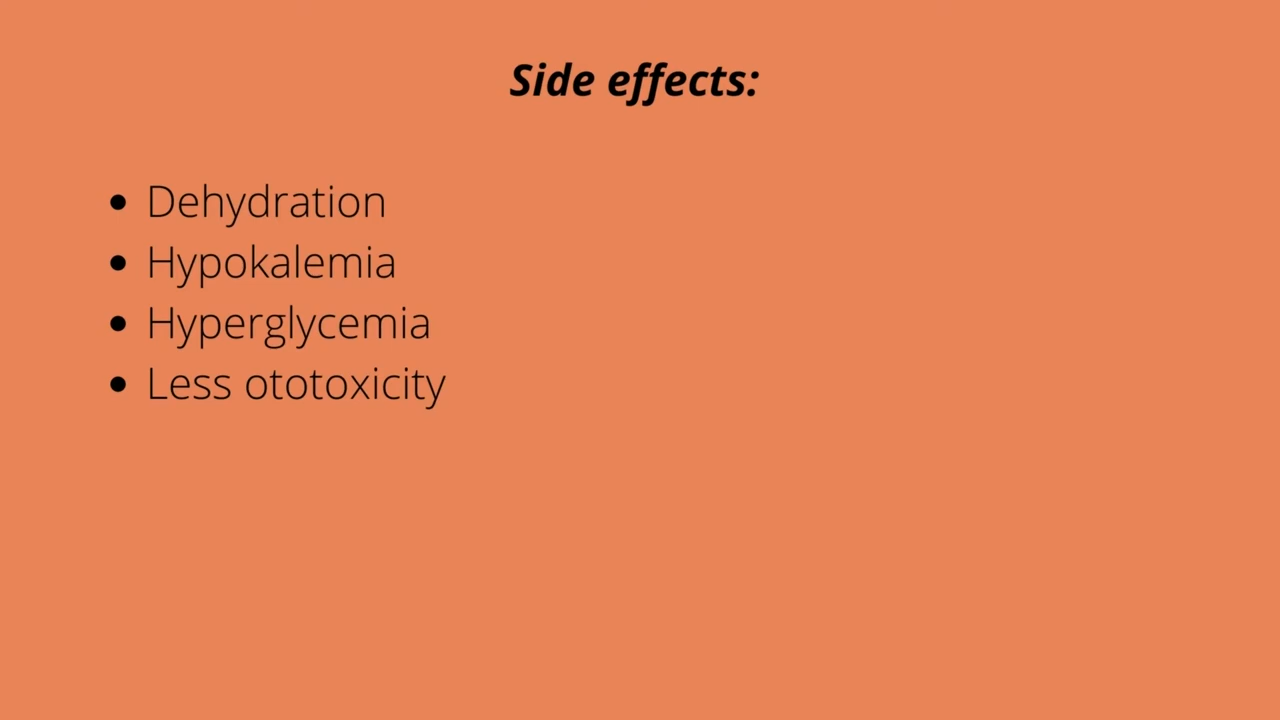 Side effects:
• Dehydration
• Hypokalemia
• Hyperglycemia
• Less ototoxicity